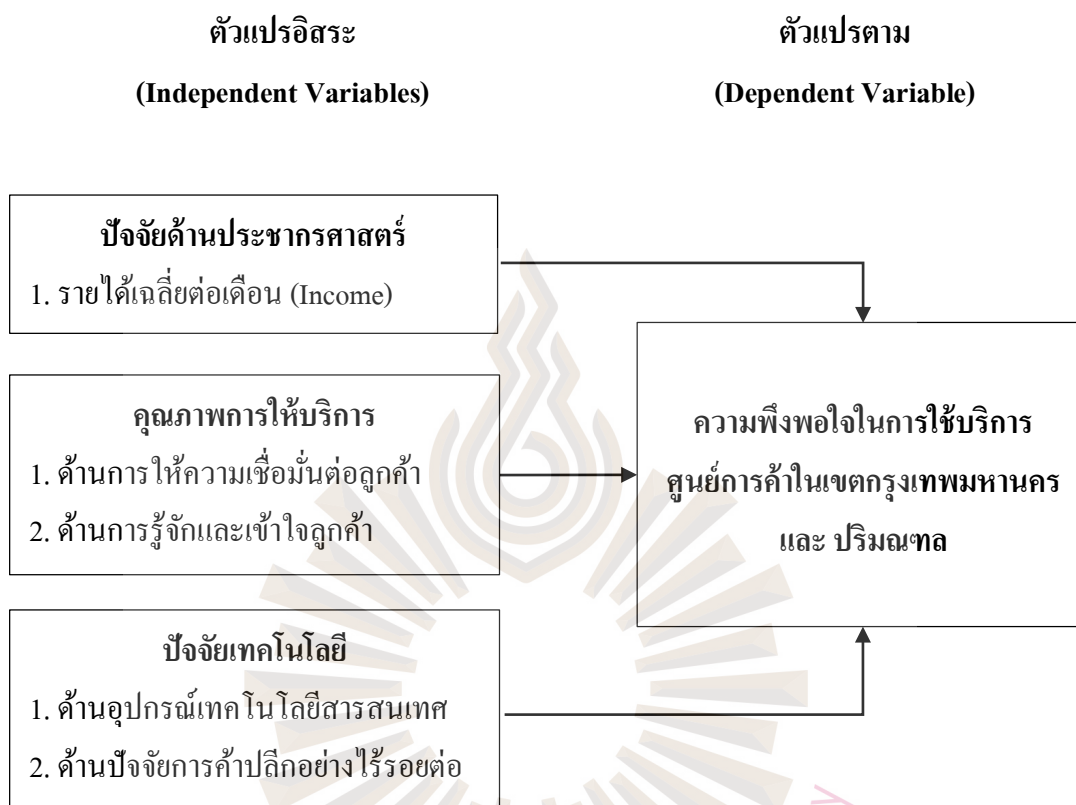 ตัวแปรอิสระ
(Independent Variables)
ตัวแปรตาม
(Dependent Variable)
ปัจจัยด้านประชากรศาสตร์
1. รายได้เฉลี่ยต่อเดือน (Income)
คุณภาพการให้บริการ
1. ด้านการให้ความเชื่อมั่นต่อลูกค้า
2. ด้านการรู้จักและเข้าใจลูกค้า
ปัจจัยเทคโนโลยี
1. ด้านอุปกรณ์เทคโนโลยีสารสนเทศ
2. ด้านปัจจัยการค้าปลีกอย่างไร้รอยต่อ
ความพึงพอใจในการใช้บริการ
ศูนย์การค้าในเขตกรุงเทพมหานคร
และ ปริมณฑล